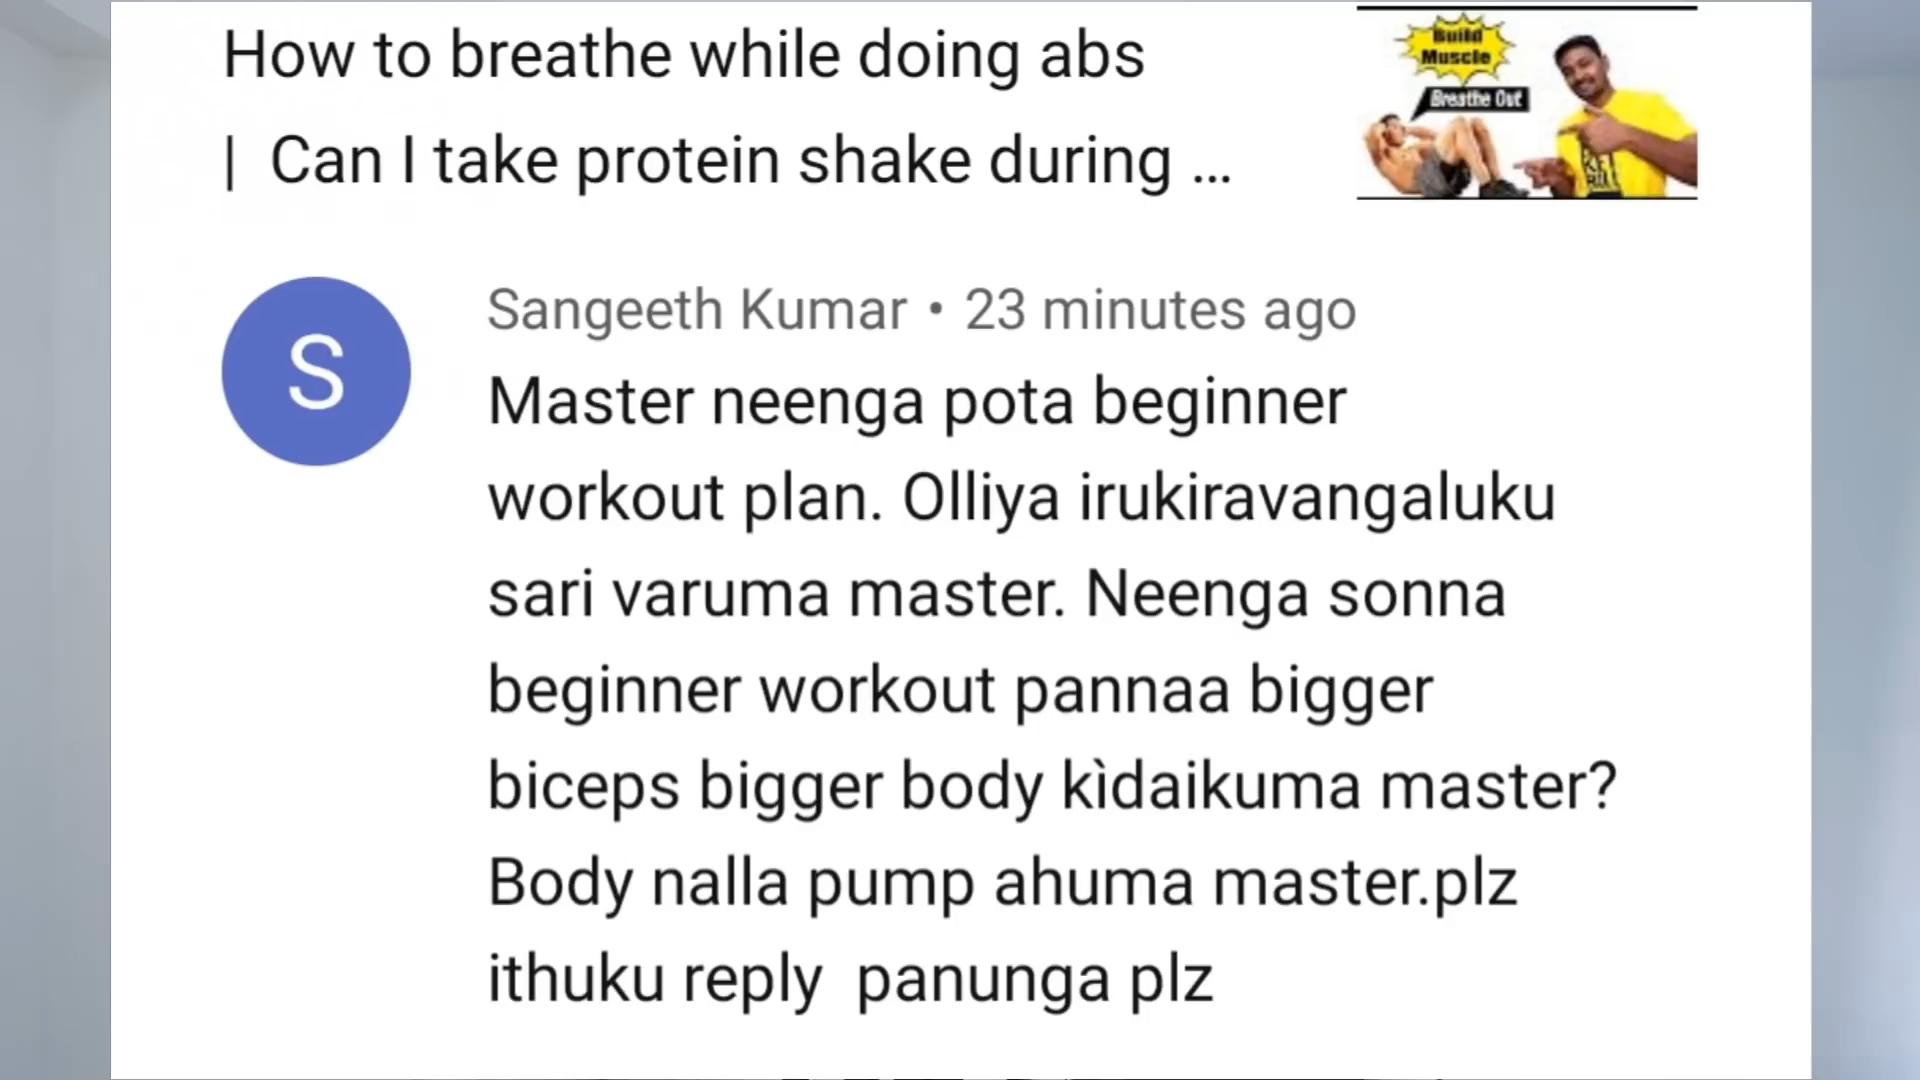 How to breathe while doing abs
| Can I take protein shake during ...
Build
Muscle
Breathe Out
S
Sangeeth Kumar • 23 minutes ago
Master neenga pota beginner
workout plan. Olliya irukiravangaluku
sari varuma master. Neenga sonna
beginner workout pannaa bigger
biceps bigger body kìdaikuma master?
Body nalla pump ahuma master.plz
ithuku reply  panunga plz